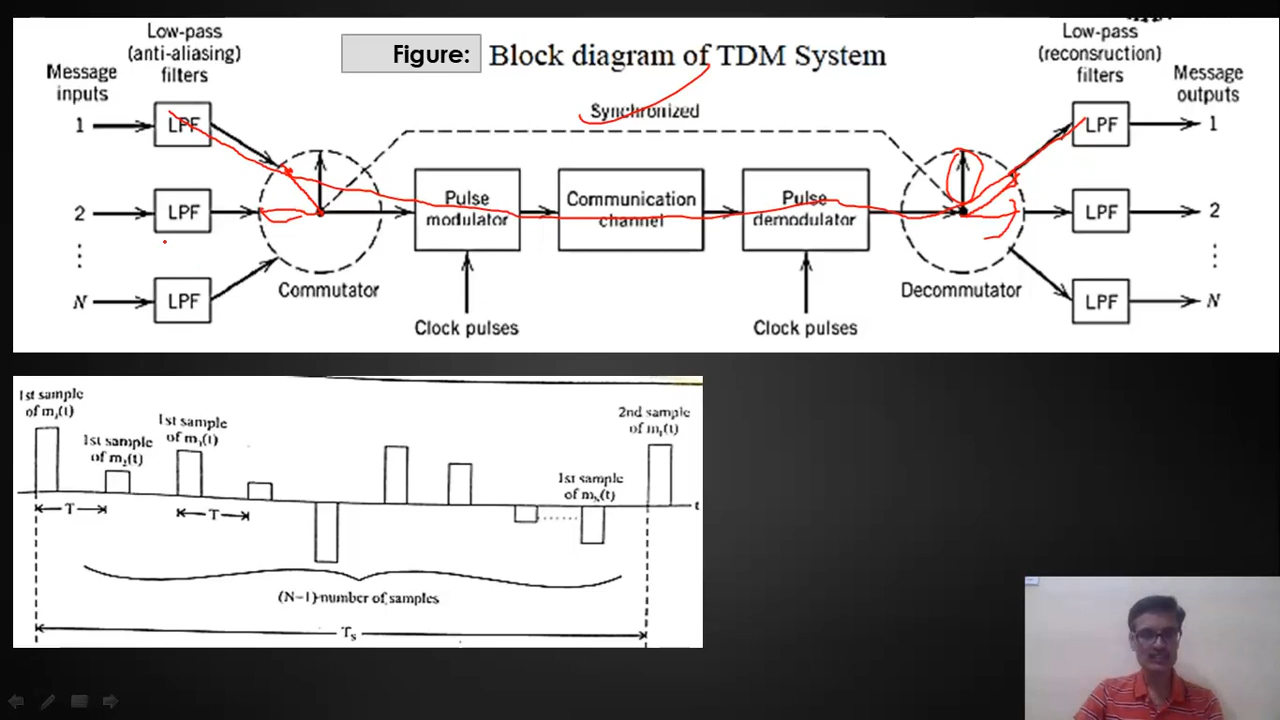 Figure: Block diagram of TDM System
Low-pass
(anti-aliasing)
filters
Message
inputs
Low-pass
(reconsruction)
filters
Message
outputs
Synchronized
1
LPF
LPF
1
2
LPF
Pulse
modulator
Communication
channel
Pulse
demodulator
LPF
2
N
LPF
Commutator
Decommutator
LPF
N
Clock pulses
Clock pulses
1st sample
of m₁(t)
1st sample
of m₂(t)
1st sample
of m₃(t)
2nd sample
of m₁(t)
1st sample
of mₙ(t)
T
T
t
(N−1) number of samples
Tₛ